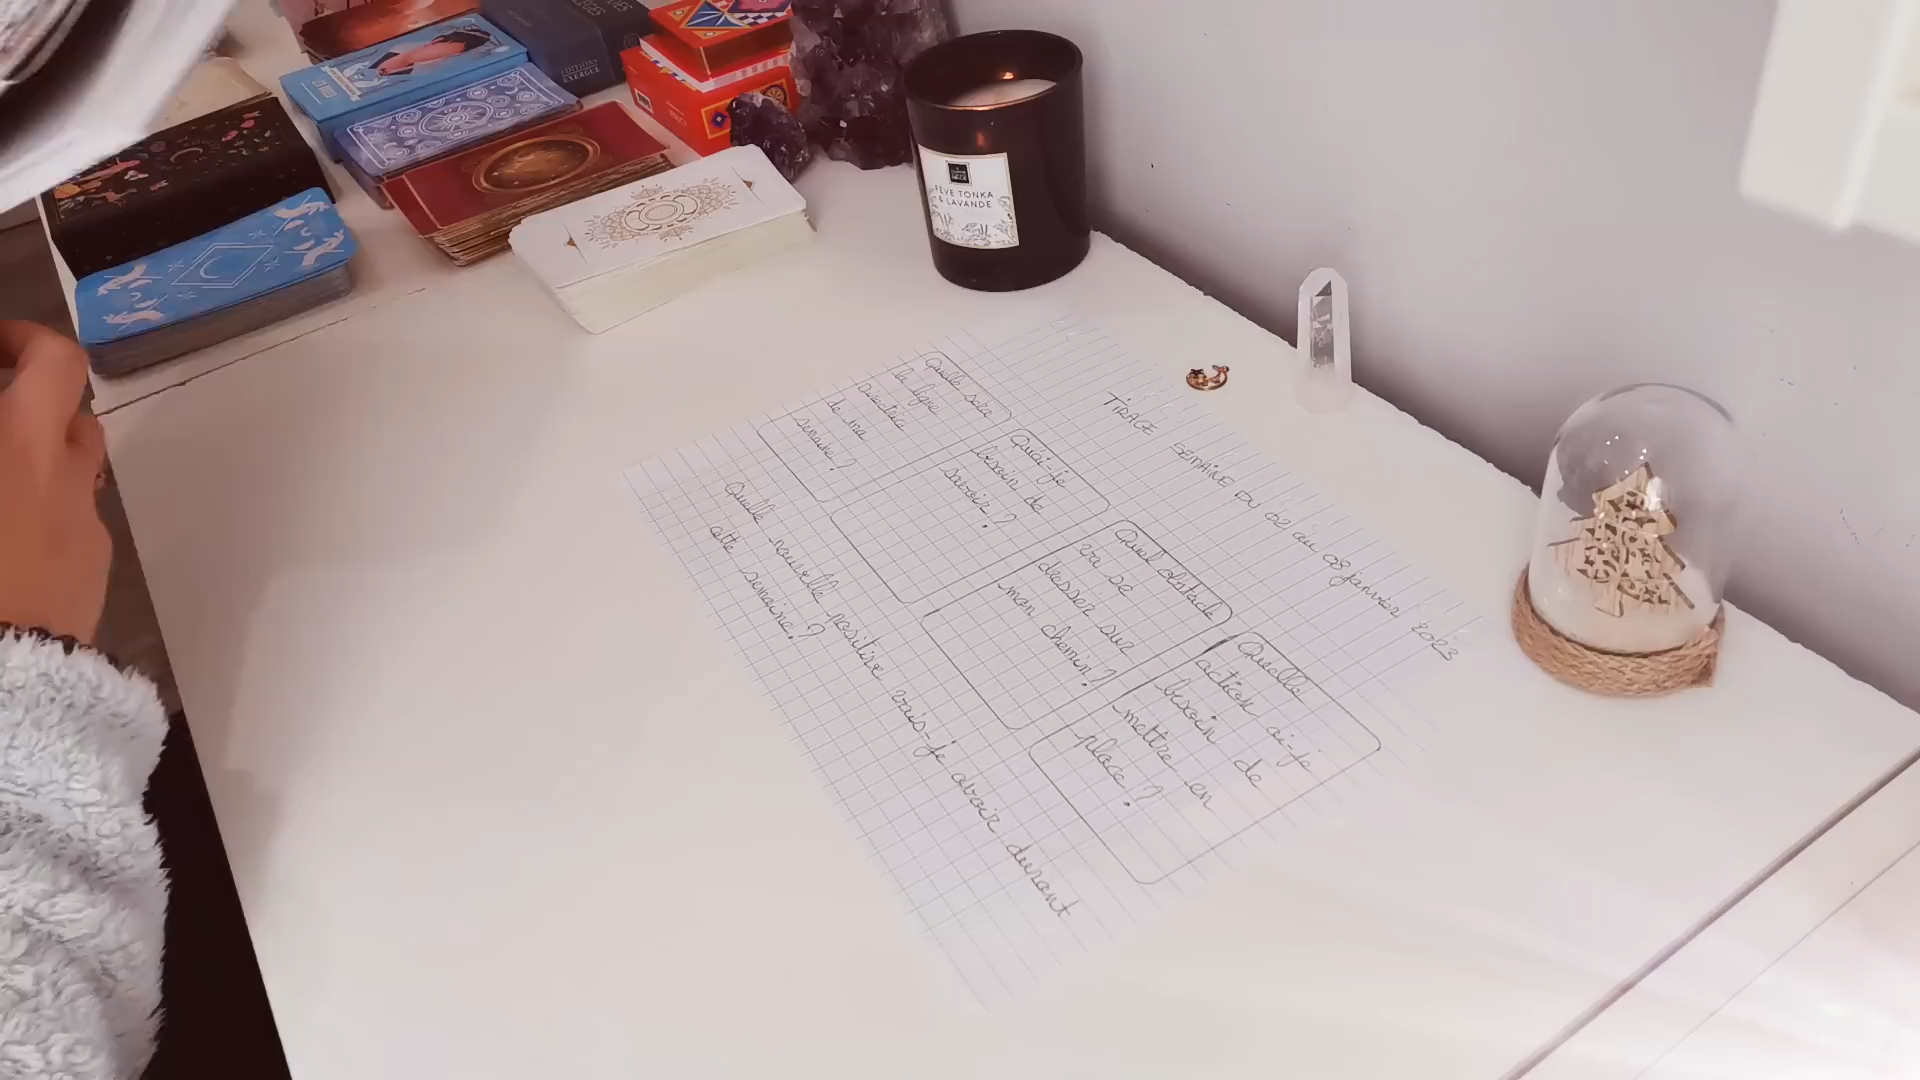 EDITIONS
EXERGUE
FEVE TONKA
& LAVANDE
TIRAGE SEMAINE DU 02 au 08 janvier 2023
Quelle sera
la ligne
Directrice
de ma
semaine?
Qu'ai-je
besoin de
savoir?
Quel obstacle
va se
dresser sur
mon chemin?
Quelle
action ai-je
besoin de
mettre en
place?
Quelle nouvelle positive vais-je avoir durant
cette semaine?